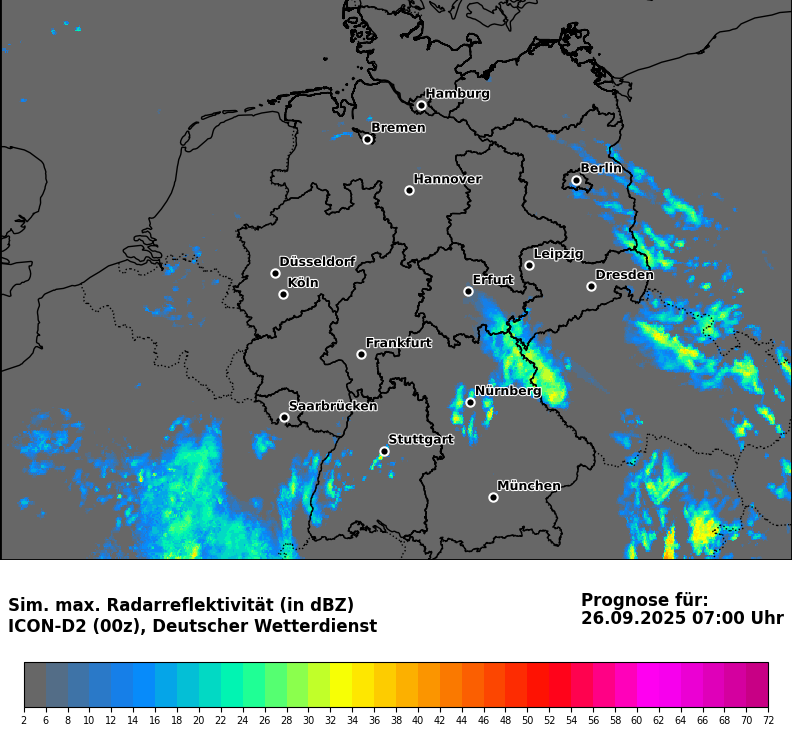 Hamburg
Bremen
Berlin
Hannover
Leipzig
Düsseldorf
Dresden
Köln
Erfurt
Frankfurt
Nürnberg
Saarbrücken
Stuttgart
München
Sim. max. Radarreflektivität (in dBZ)
ICON-D2 (00z), Deutscher Wetterdienst
Prognose für:
26.09.2025 07:00 Uhr
2 6 8 10 12 14 16 18 20 22 24 26 28 30 32 34 36 38 40 42 44 46 48 50 52 54 56 58 60 62 64 66 68 70 72